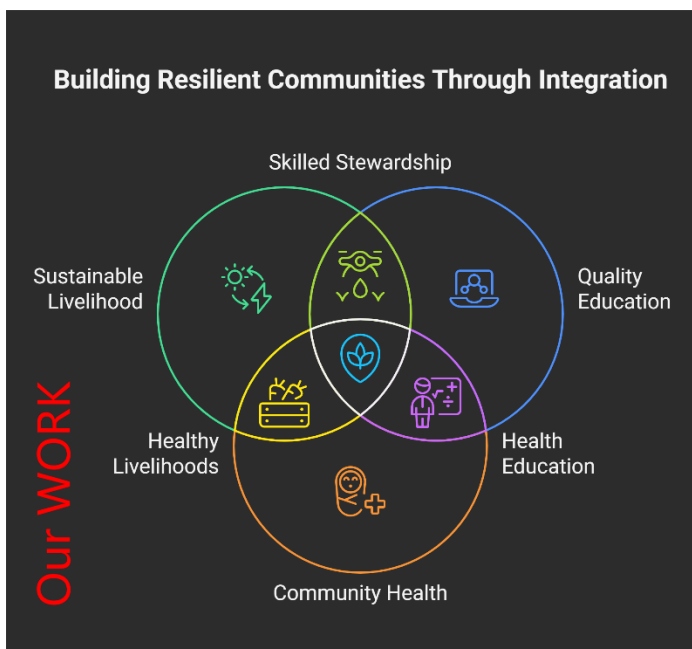 Building Resilient Communities Through Integration
Skilled Stewardship
Sustainable
Livelihood
Quality
Education
Healthy
Livelihoods
Health
Education
Our WORK
Community Health